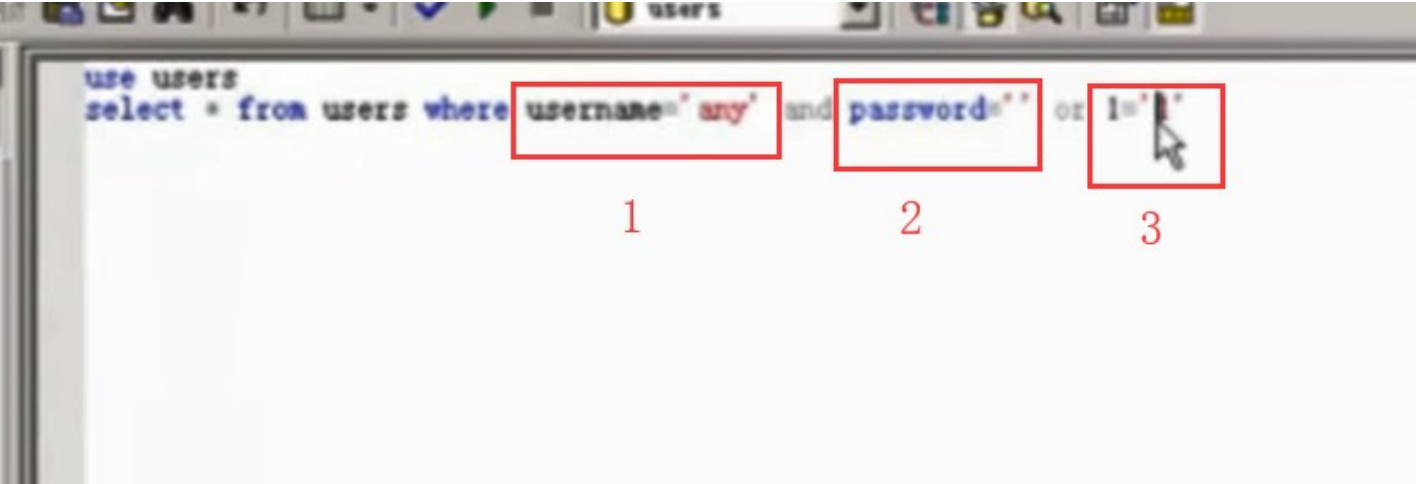 users
use users
select * from users where username='any' and password='' or 1='1'
1 2 3